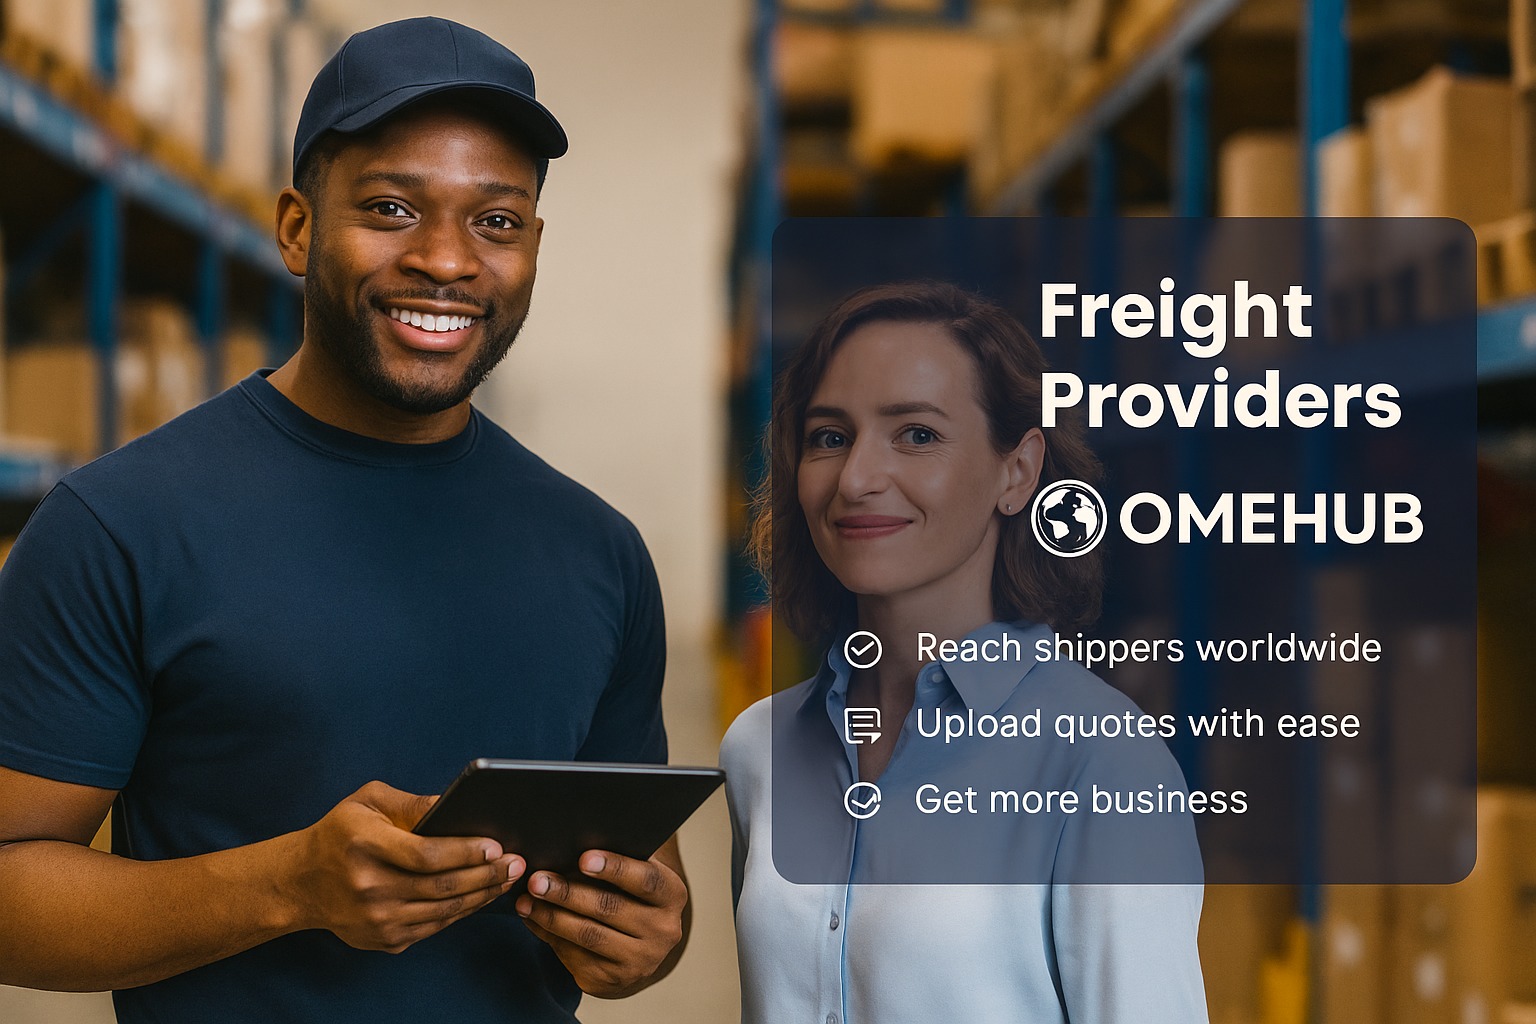 Freight
Providers
OMEHUB
Reach shippers worldwide
Upload quotes with ease
Get more business